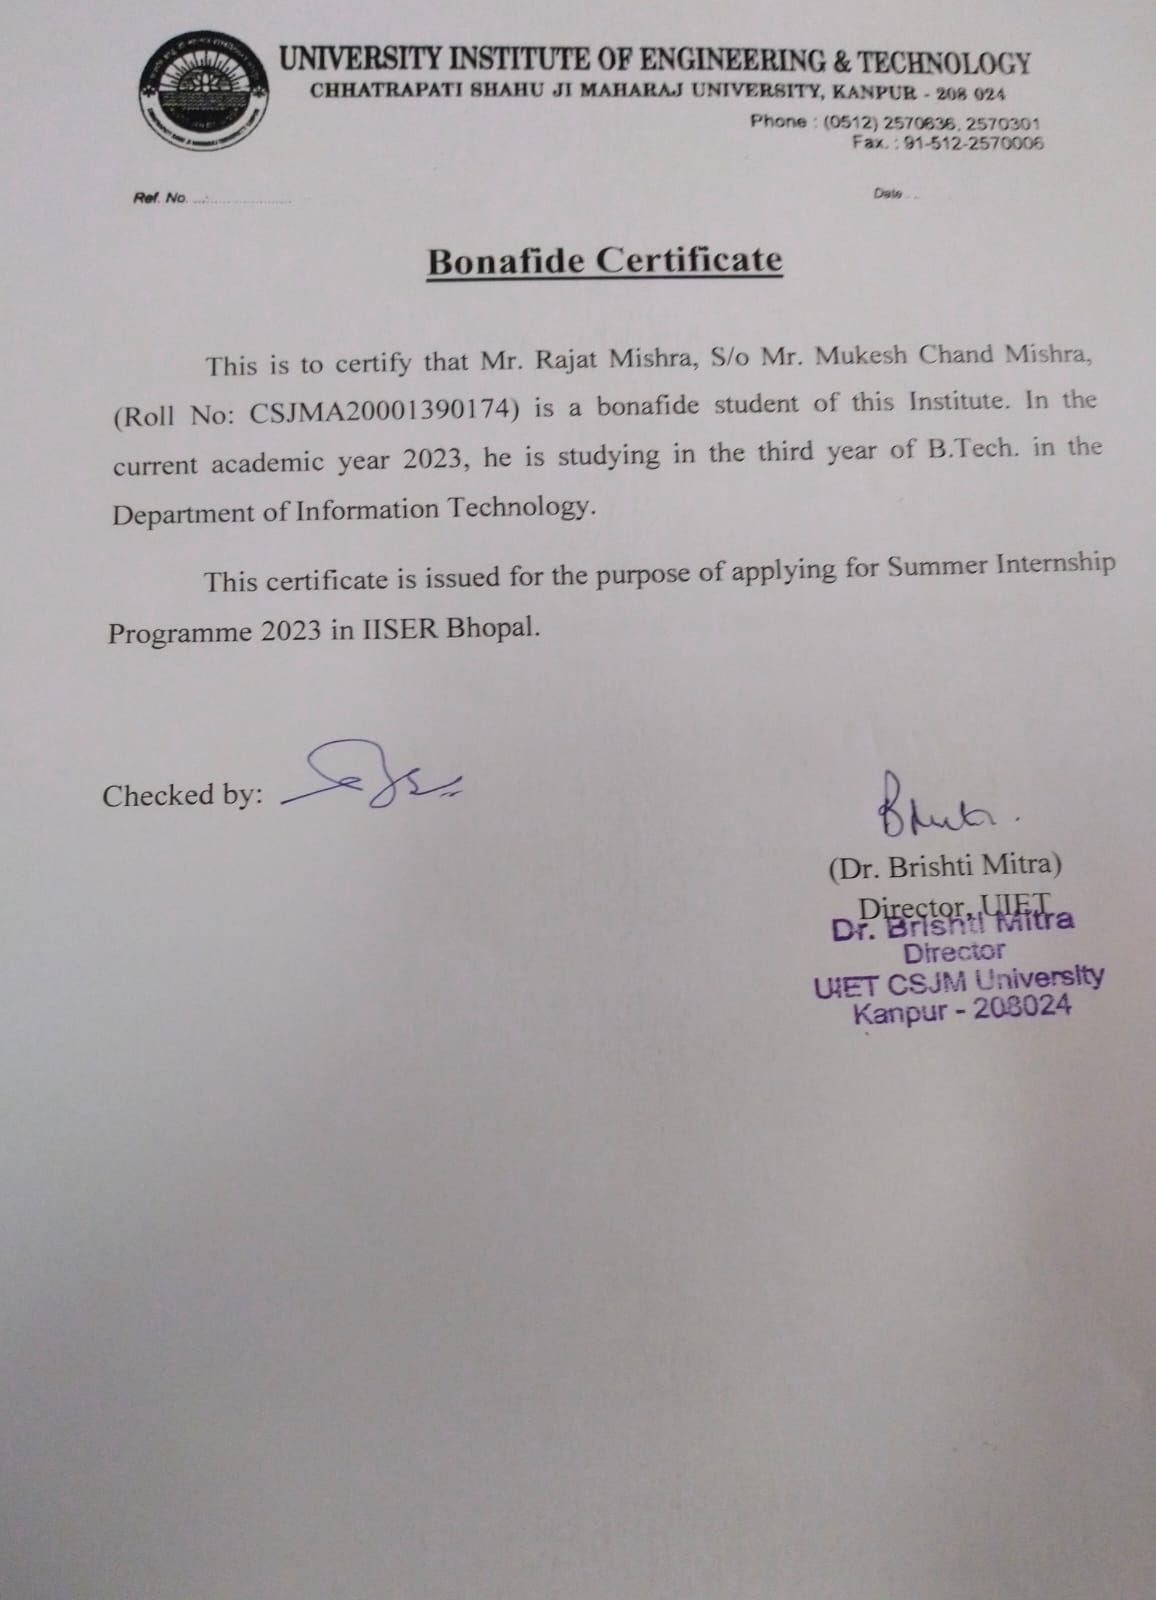 UNIVERSITY INSTITUTE OF ENGINEERING & TECHNOLOGY
CHHATRAPATI SHAHU JI MAHARAJ UNIVERSITY, KANPUR - 208 024
Phone : (0512) 2570636, 2570301
Fax. : 91-512-2570006
Ref. No. ...................... Date ...
Bonafide Certificate
This is to certify that Mr. Rajat Mishra, S/o Mr. Mukesh Chand Mishra,
(Roll No: CSJMA20001390174) is a bonafide student of this Institute. In the
current academic year 2023, he is studying in the third year of B.Tech. in the
Department of Information Technology.
This certificate is issued for the purpose of applying for Summer Internship
Programme 2023 in IISER Bhopal.
Checked by:
(Dr. Brishti Mitra)
Director, UIET
Dr. Brishti Mitra
Director
UIET CSJM University
Kanpur - 208024